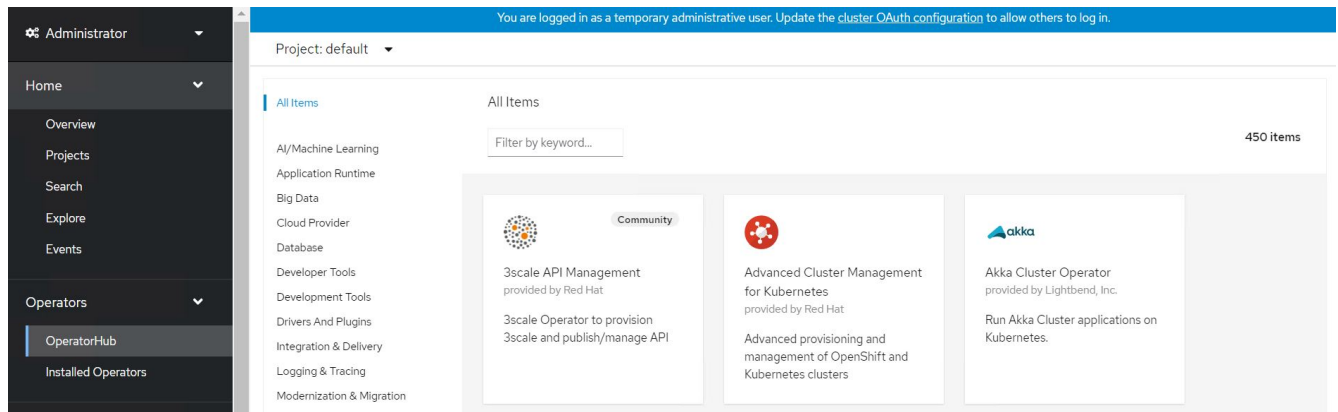 You are logged in as a temporary administrative user. Update the cluster OAuth configuration to allow others to log in.
Administrator
Home
Overview
Projects
Search
Explore
Events
Operators
OperatorHub
Installed Operators
Project: default
All Items
AI/Machine Learning
Application Runtime
Big Data
Cloud Provider
Database
Developer Tools
Development Tools
Drivers And Plugins
Integration & Delivery
Logging & Tracing
Modernization & Migration
All Items
Filter by keyword...
450 items
Community
3scale API Management
provided by Red Hat
3scale Operator to provision
3scale and publish/manage API
Advanced Cluster Management
for Kubernetes
provided by Red Hat
Advanced provisioning and
management of OpenShift and
Kubernetes clusters
akka
Akka Cluster Operator
provided by Lightbend, Inc.
Run Akka Cluster applications on
Kubernetes.